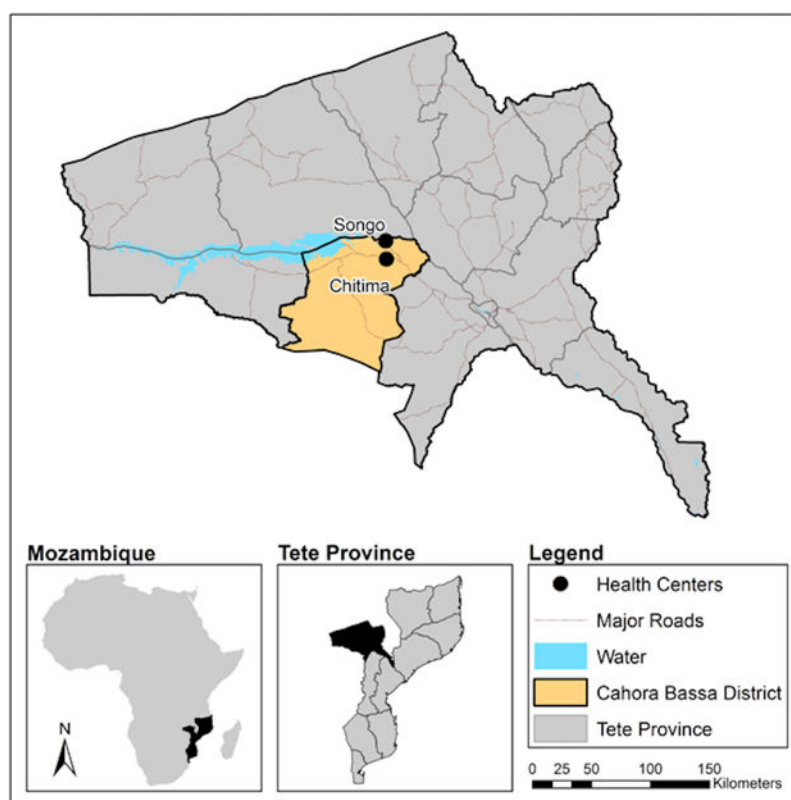 Songo
Chitima
Mozambique
N
Tete Province
Legend
Health Centers
Major Roads
Water
Cahora Bassa District
Tete Province
0 25 50 100 150
Kilometers